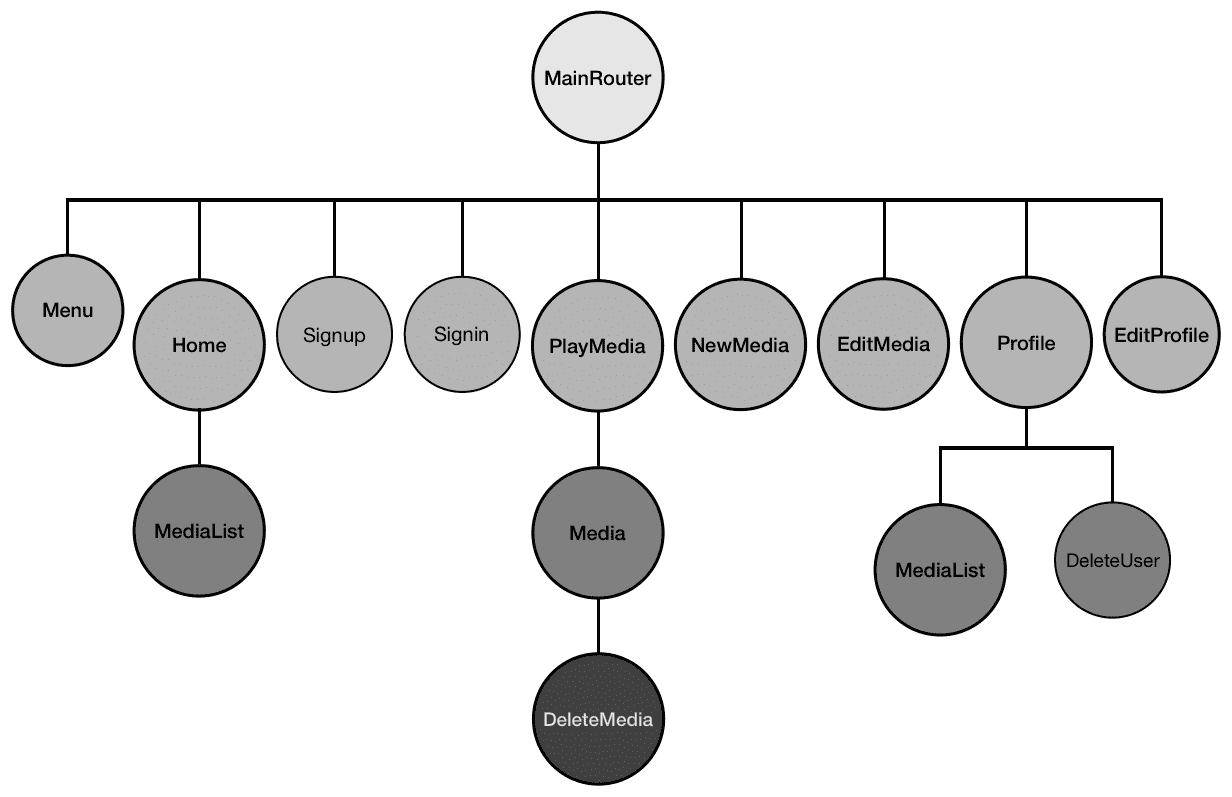 MainRouter
Menu
Home
Signup
Signin
PlayMedia
NewMedia
EditMedia
Profile
EditProfile
MediaList
Media
MediaList
DeleteUser
DeleteMedia